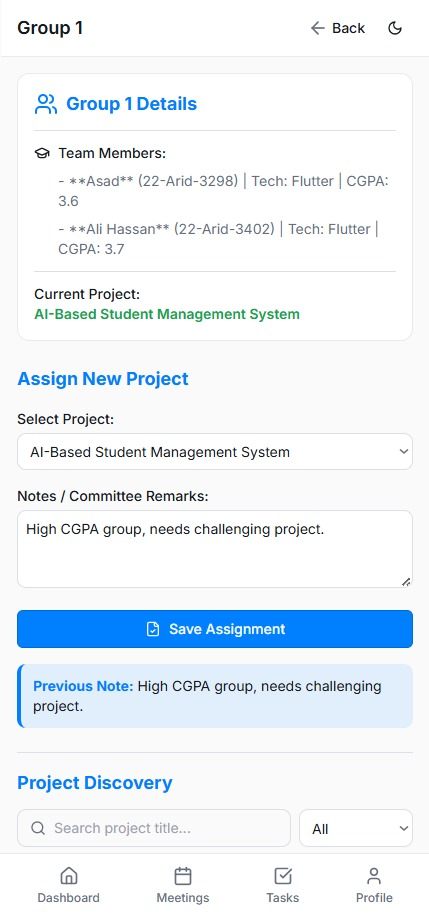 Group 1
Back
Group 1 Details
Team Members:
- **Asad** (22-Arid-3298) | Tech: Flutter | CGPA:
3.6
- **Ali Hassan** (22-Arid-3402) | Tech: Flutter |
CGPA: 3.7
Current Project:
AI-Based Student Management System
Assign New Project
Select Project:
AI-Based Student Management System
Notes / Committee Remarks:
High CGPA group, needs challenging project.
Save Assignment
Previous Note: High CGPA group, needs challenging
project.
Project Discovery
Search project title...
All
Dashboard
Meetings
Tasks
Profile